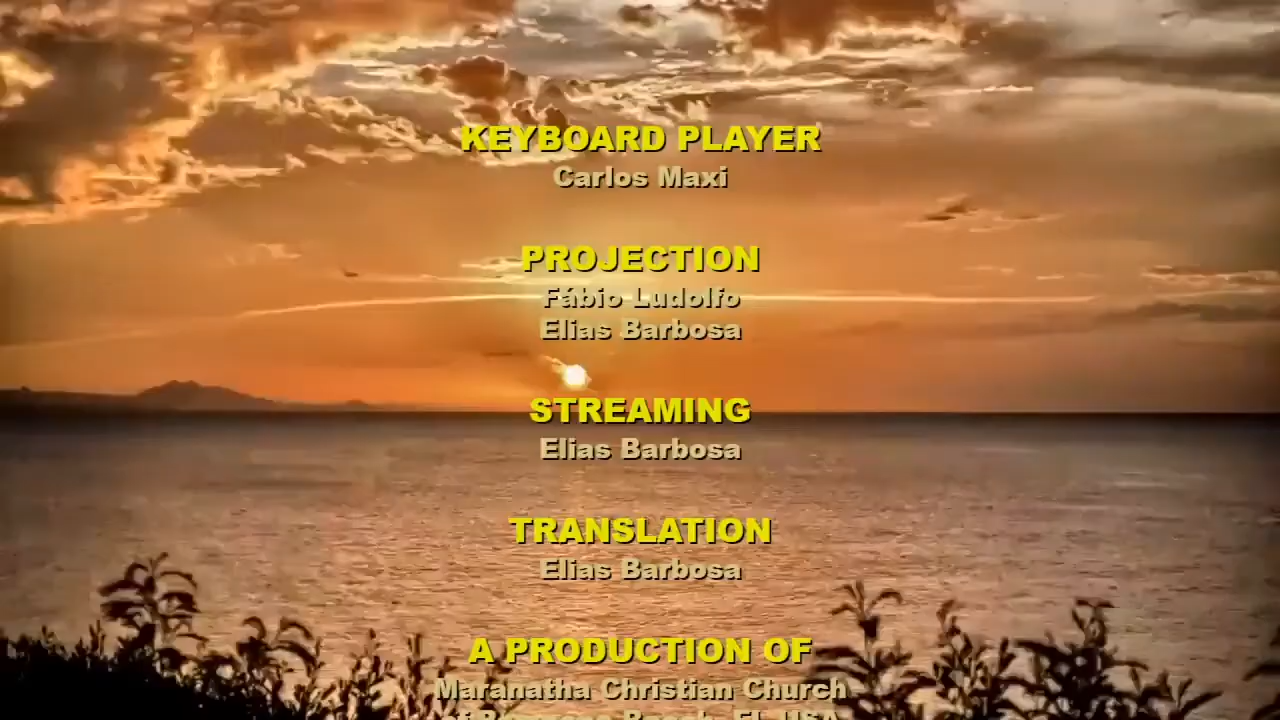 KEYBOARD PLAYER
Carlos Maxi
PROJECTION
Fábio Ludolfo
Elias Barbosa
STREAMING
Elias Barbosa
TRANSLATION
Elias Barbosa
A PRODUCTION OF
Maranatha Christian Church